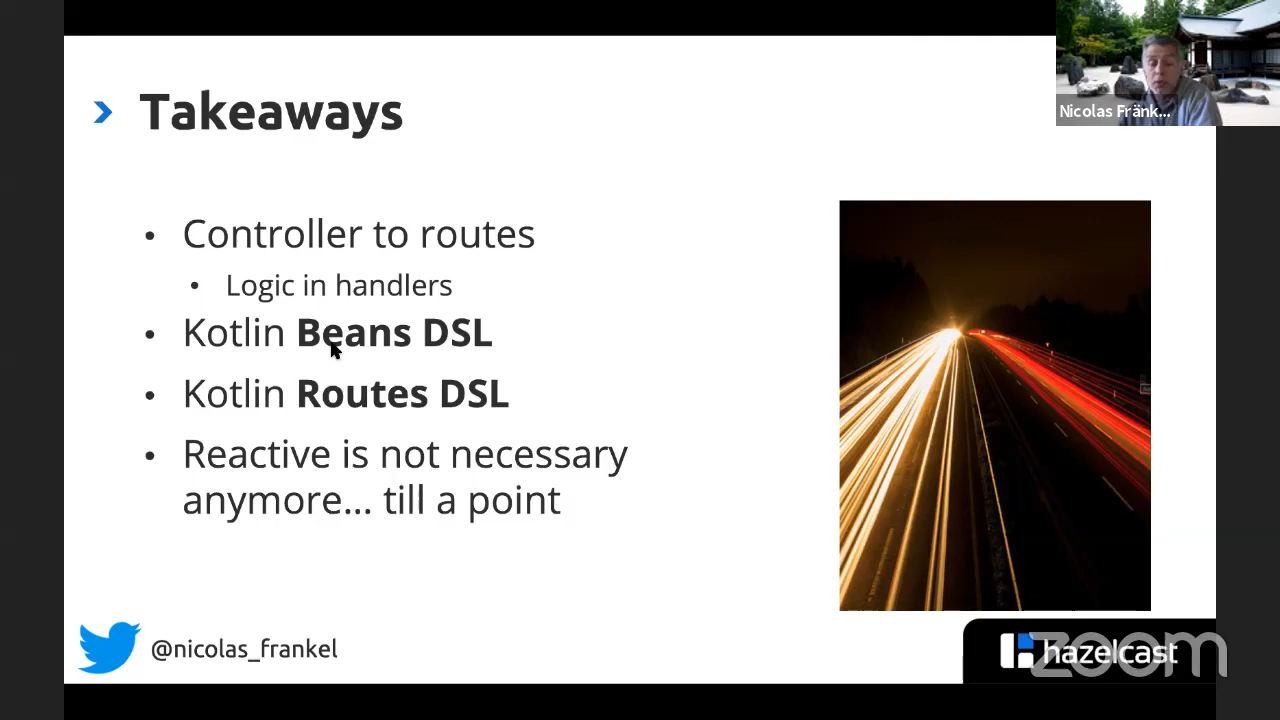 Takeaways
Nicolas Fränk...
• Controller to routes
• Logic in handlers
• Kotlin Beans DSL
• Kotlin Routes DSL
• Reactive is not necessary
anymore... till a point
@nicolas_frankel
hazelcast
zoom